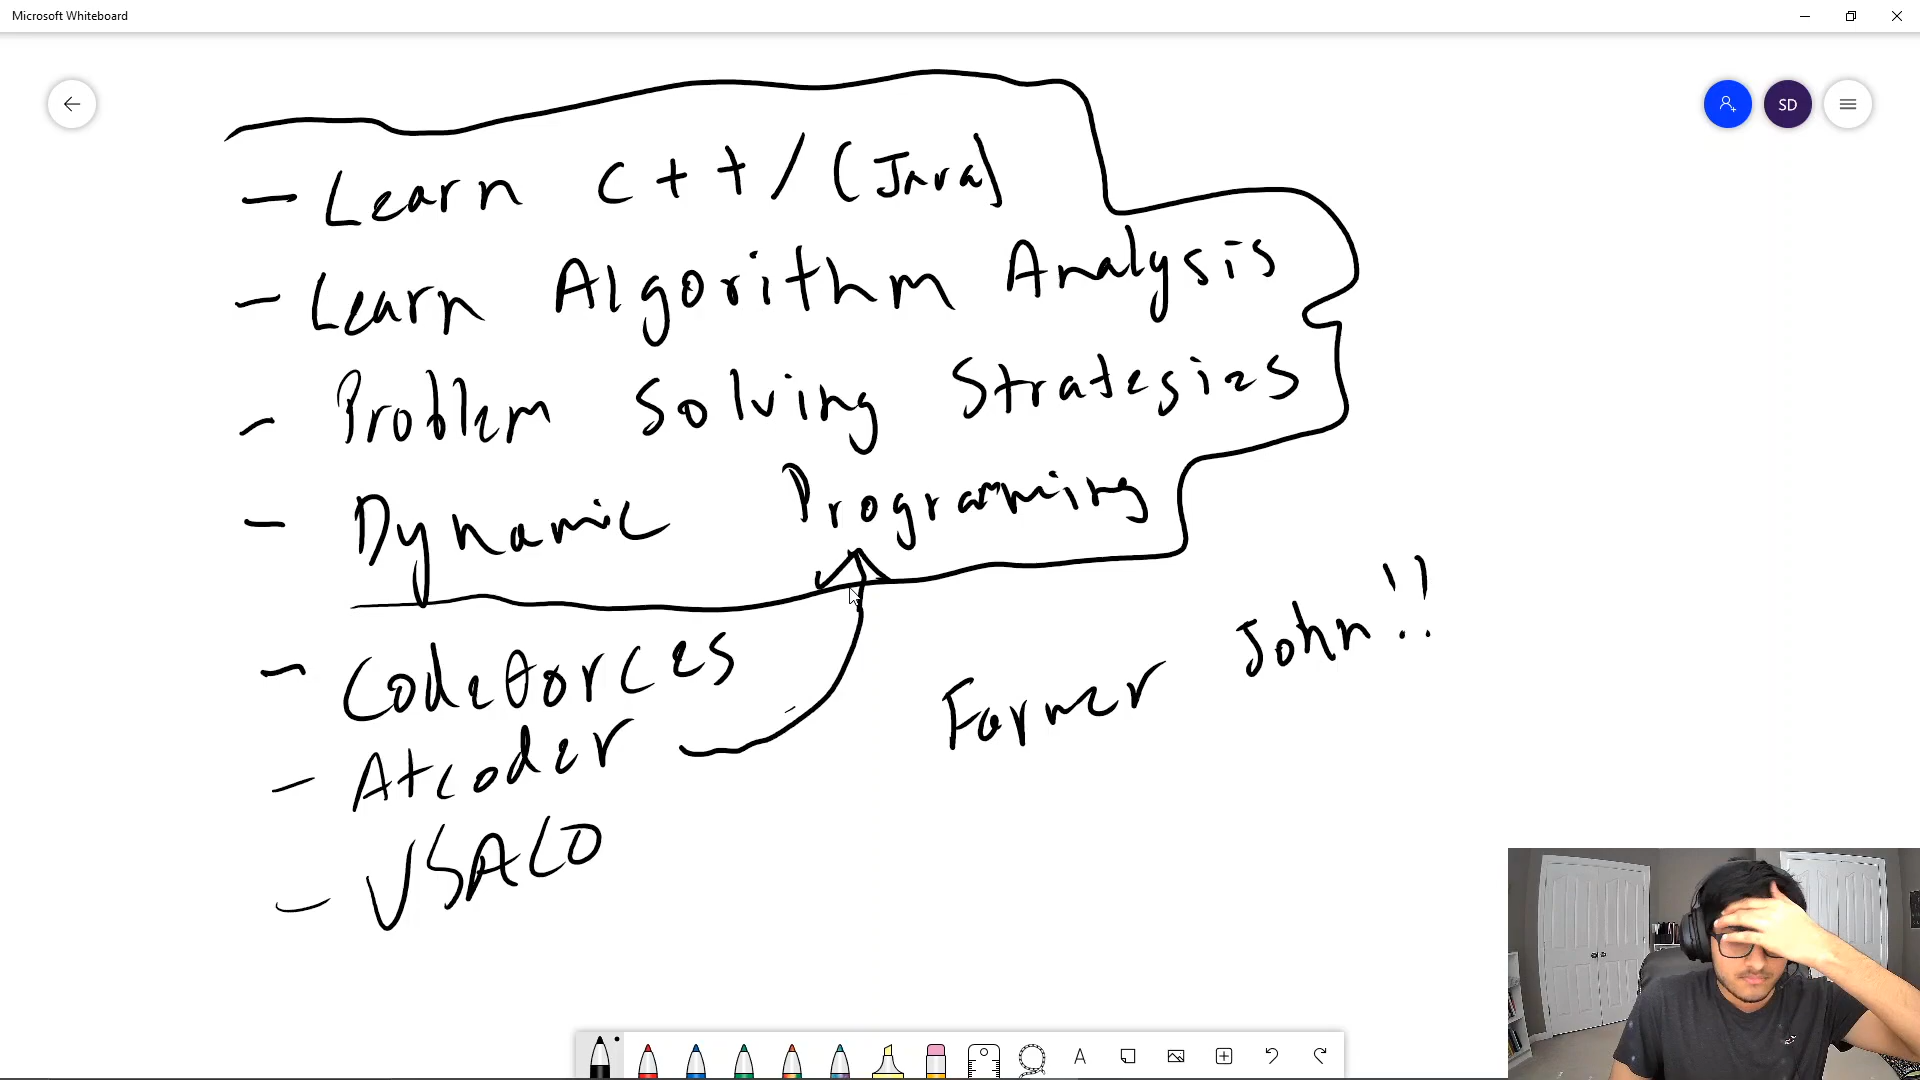 Microsoft Whiteboard
SD
- Learn C++/(Java)
- Learn Algorithm Analysis
- Problem Solving Strategies
- Dynamic Programming
- Codeforces
- Atcoder
- USACO
Farmer John!!
A